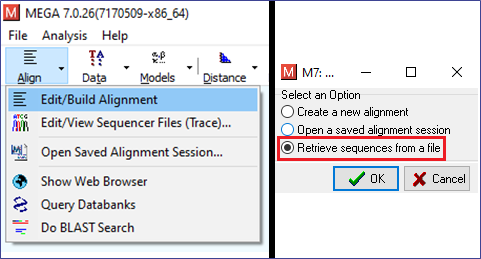 MEGA 7.0.26(7170509-x86_64)
File Analysis Help
Align Data Models Distance
Edit/Build Alignment
Edit/View Sequencer Files (Trace)...
Open Saved Alignment Session...
Show Web Browser
Query Databanks
Do BLAST Search
M7: ...
Select an Option
Create a new alignment
Open a saved alignment session
Retrieve sequences from a file
OK Cancel